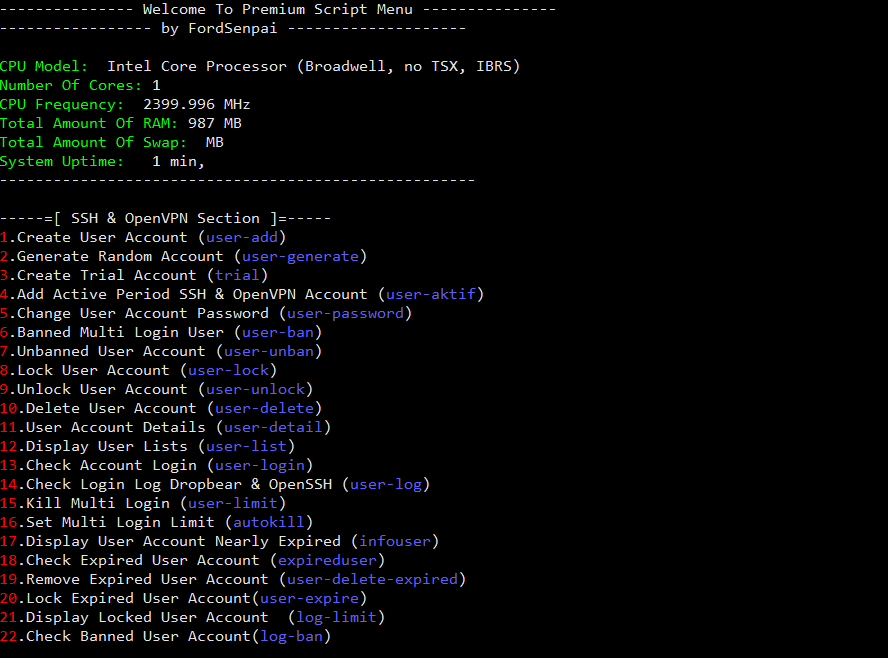 --------------- Welcome To Premium Script Menu ---------------
----------------- by FordSenpai --------------------
CPU Model:  Intel Core Processor (Broadwell, no TSX, IBRS)
Number Of Cores: 1
CPU Frequency:  2399.996 MHz
Total Amount Of RAM: 987 MB
Total Amount Of Swap:  MB
System Uptime:   1 min,
-----------------------------------------------------
------=[ SSH & OpenVPN Section ]=-----
1.Create User Account (user-add)
2.Generate Random Account (user-generate)
3.Create Trial Account (trial)
4.Add Active Period SSH & OpenVPN Account (user-aktif)
5.Change User Account Password (user-password)
6.Banned Multi Login User (user-ban)
7.Unbanned User Account (user-unban)
8.Lock User Account (user-lock)
9.Unlock User Account (user-unlock)
10.Delete User Account (user-delete)
11.User Account Details (user-detail)
12.Display User Lists (user-list)
13.Check Account Login (user-login)
14.Check Login Log Dropbear & OpenSSH (user-log)
15.Kill Multi Login (user-limit)
16.Set Multi Login Limit (autokill)
17.Display User Account Nearly Expired (infouser)
18.Check Expired User Account (expireduser)
19.Remove Expired User Account (user-delete-expired)
20.Lock Expired User Account(user-expire)
21.Display Locked User Account  (log-limit)
22.Check Banned User Account(log-ban)